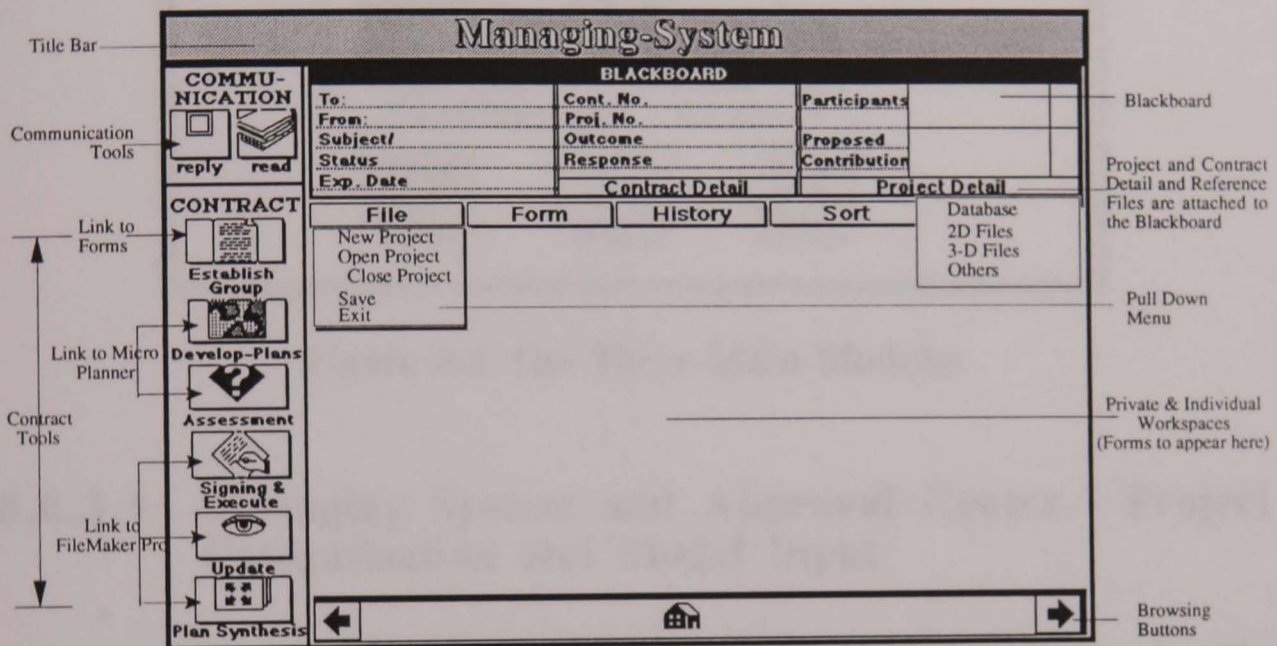 Managing-System
Title Bar
BLACKBOARD
COMMU-
NICATION
reply read
Communication
Tools
To:
From:
Subject/
Status
Exp. Date
Cont. No.
Proj. No.
Outcome
Response
Contract Detail
Participants
Proposed
Contribution
Project Detail
Blackboard
Project and Contract
Detail and Reference
Files are attached to
the Blackboard
CONTRACT
Link to
Forms
Establish
Group
Link to Micro
Planner
Develop-Plans
Contract
Tools
Assessment
Signing &
Execute
Link to
FileMaker Pro
Update
Plan Synthesis
File Form History Sort
New Project
Open Project
Close Project
Save
Exit
Database
2D Files
3-D Files
Others
Pull Down
Menu
Private & Individual
Workspaces
(Forms to appear here)
Browsing
Buttons